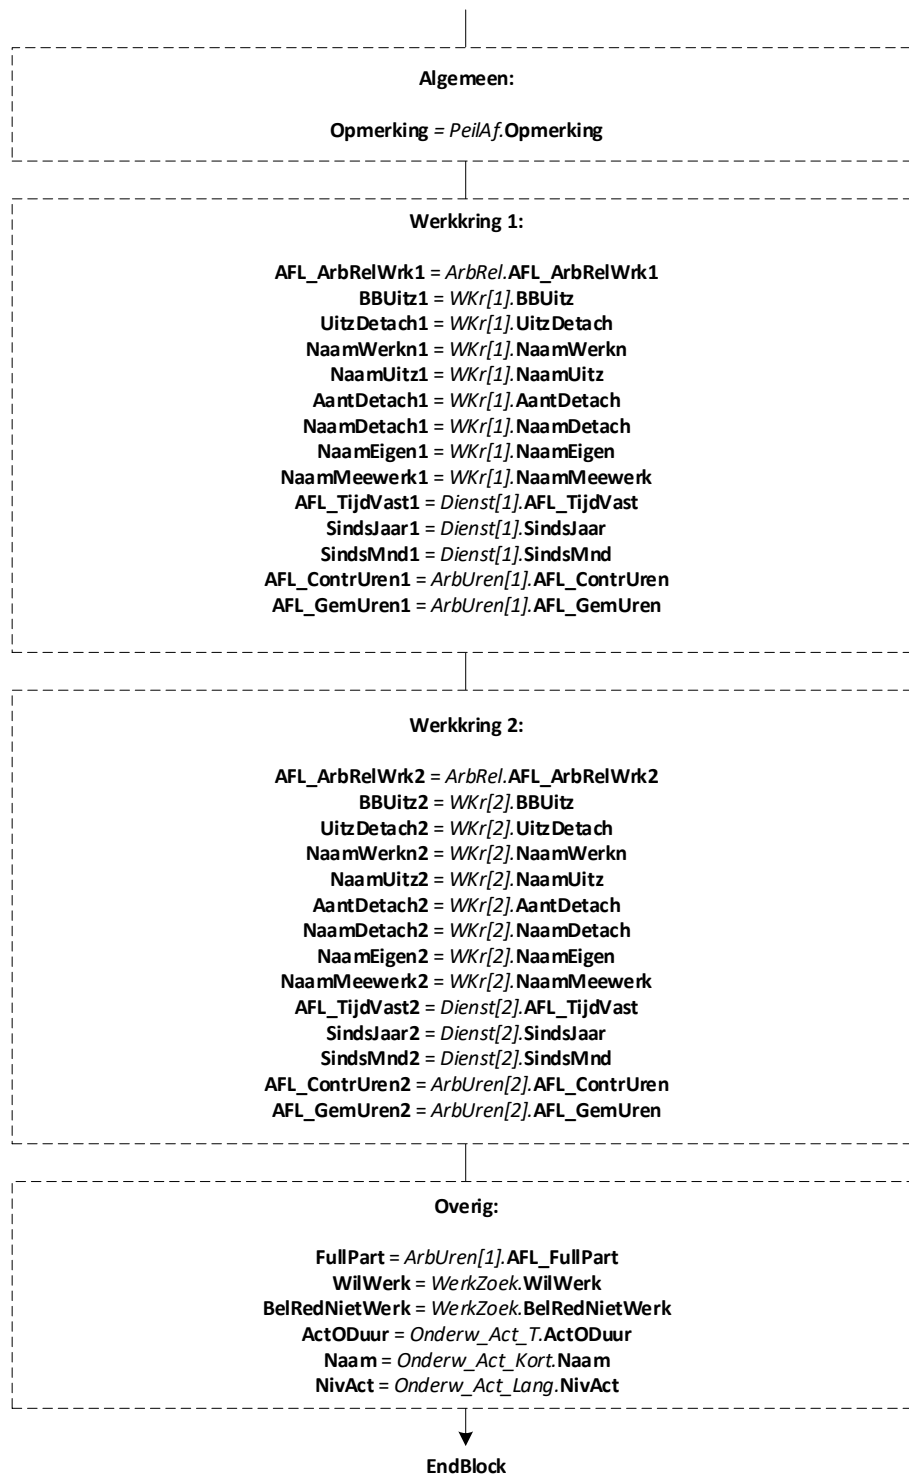 Algemeen:
Opmerking = PeilAf.Opmerking
Werkkring 1:
AFL_ArbRelWrk1 = ArbRel.AFL_ArbRelWrk1
BBUitz1 = WKr[1].BBUitz
UitzDetach1 = WKr[1].UitzDetach
NaamWerkn1 = WKr[1].NaamWerkn
NaamUitz1 = WKr[1].NaamUitz
AantDetach1 = WKr[1].AantDetach
NaamDetach1 = WKr[1].NaamDetach
NaamEigen1 = WKr[1].NaamEigen
NaamMeewerk1 = WKr[1].NaamMeewerk
AFL_TijdVast1 = Dienst[1].AFL_TijdVast
SindsJaar1 = Dienst[1].SindsJaar
SindsMnd1 = Dienst[1].SindsMnd
AFL_ContrUren1 = ArbUren[1].AFL_ContrUren
AFL_GemUren1 = ArbUren[1].AFL_GemUren
Werkkring 2:
AFL_ArbRelWrk2 = ArbRel.AFL_ArbRelWrk2
BBUitz2 = WKr[2].BBUitz
UitzDetach2 = WKr[2].UitzDetach
NaamWerkn2 = WKr[2].NaamWerkn
NaamUitz2 = WKr[2].NaamUitz
AantDetach2 = WKr[2].AantDetach
NaamDetach2 = WKr[2].NaamDetach
NaamEigen2 = WKr[2].NaamEigen
NaamMeewerk2 = WKr[2].NaamMeewerk
AFL_TijdVast2 = Dienst[2].AFL_TijdVast
SindsJaar2 = Dienst[2].SindsJaar
SindsMnd2 = Dienst[2].SindsMnd
AFL_ContrUren2 = ArbUren[2].AFL_ContrUren
AFL_GemUren2 = ArbUren[2].AFL_GemUren
Overig:
FullPart = ArbUren[1].AFL_FullPart
WilWerk = WerkZoek.WilWerk
BelRedNietWerk = WerkZoek.BelRedNietWerk
ActODuur = Onderw_Act_T.ActODuur
Naam = Onderw_Act_Kort.Naam
NivAct = Onderw_Act_Lang.NivAct
EndBlock